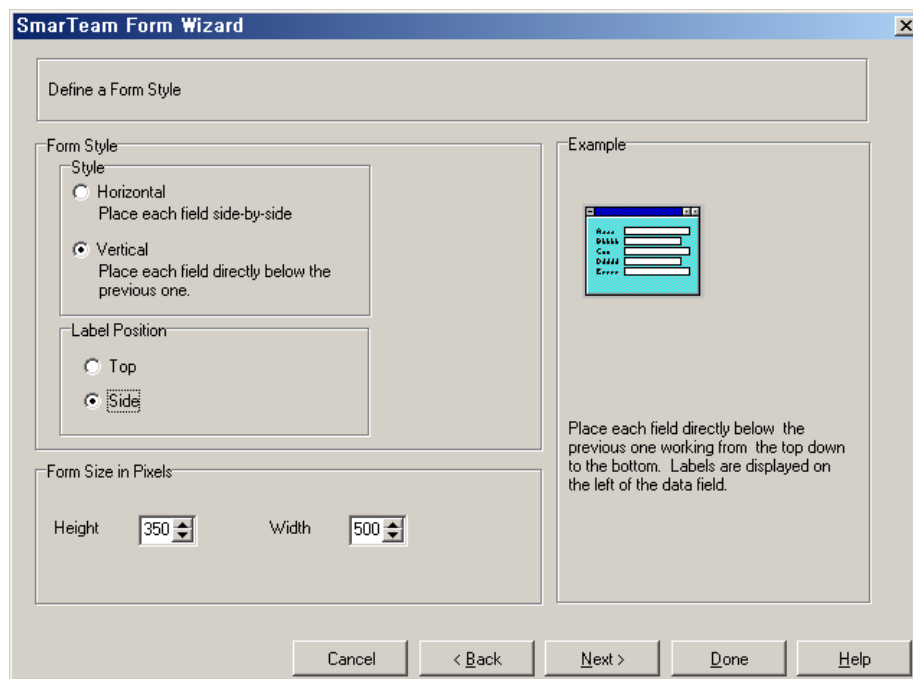 SmarTeam Form Wizard
Define a Form Style
Form Style
Style
Horizontal
Place each field side-by-side
Vertical
Place each field directly below the
previous one.
Label Position
Top
Side
Form Size in Pixels
Height
350
Width
500
Example
Place each field directly below the
previous one working from the top down
to the bottom. Labels are displayed on
the left of the data field.
Cancel
< Back
Next >
Done
Help